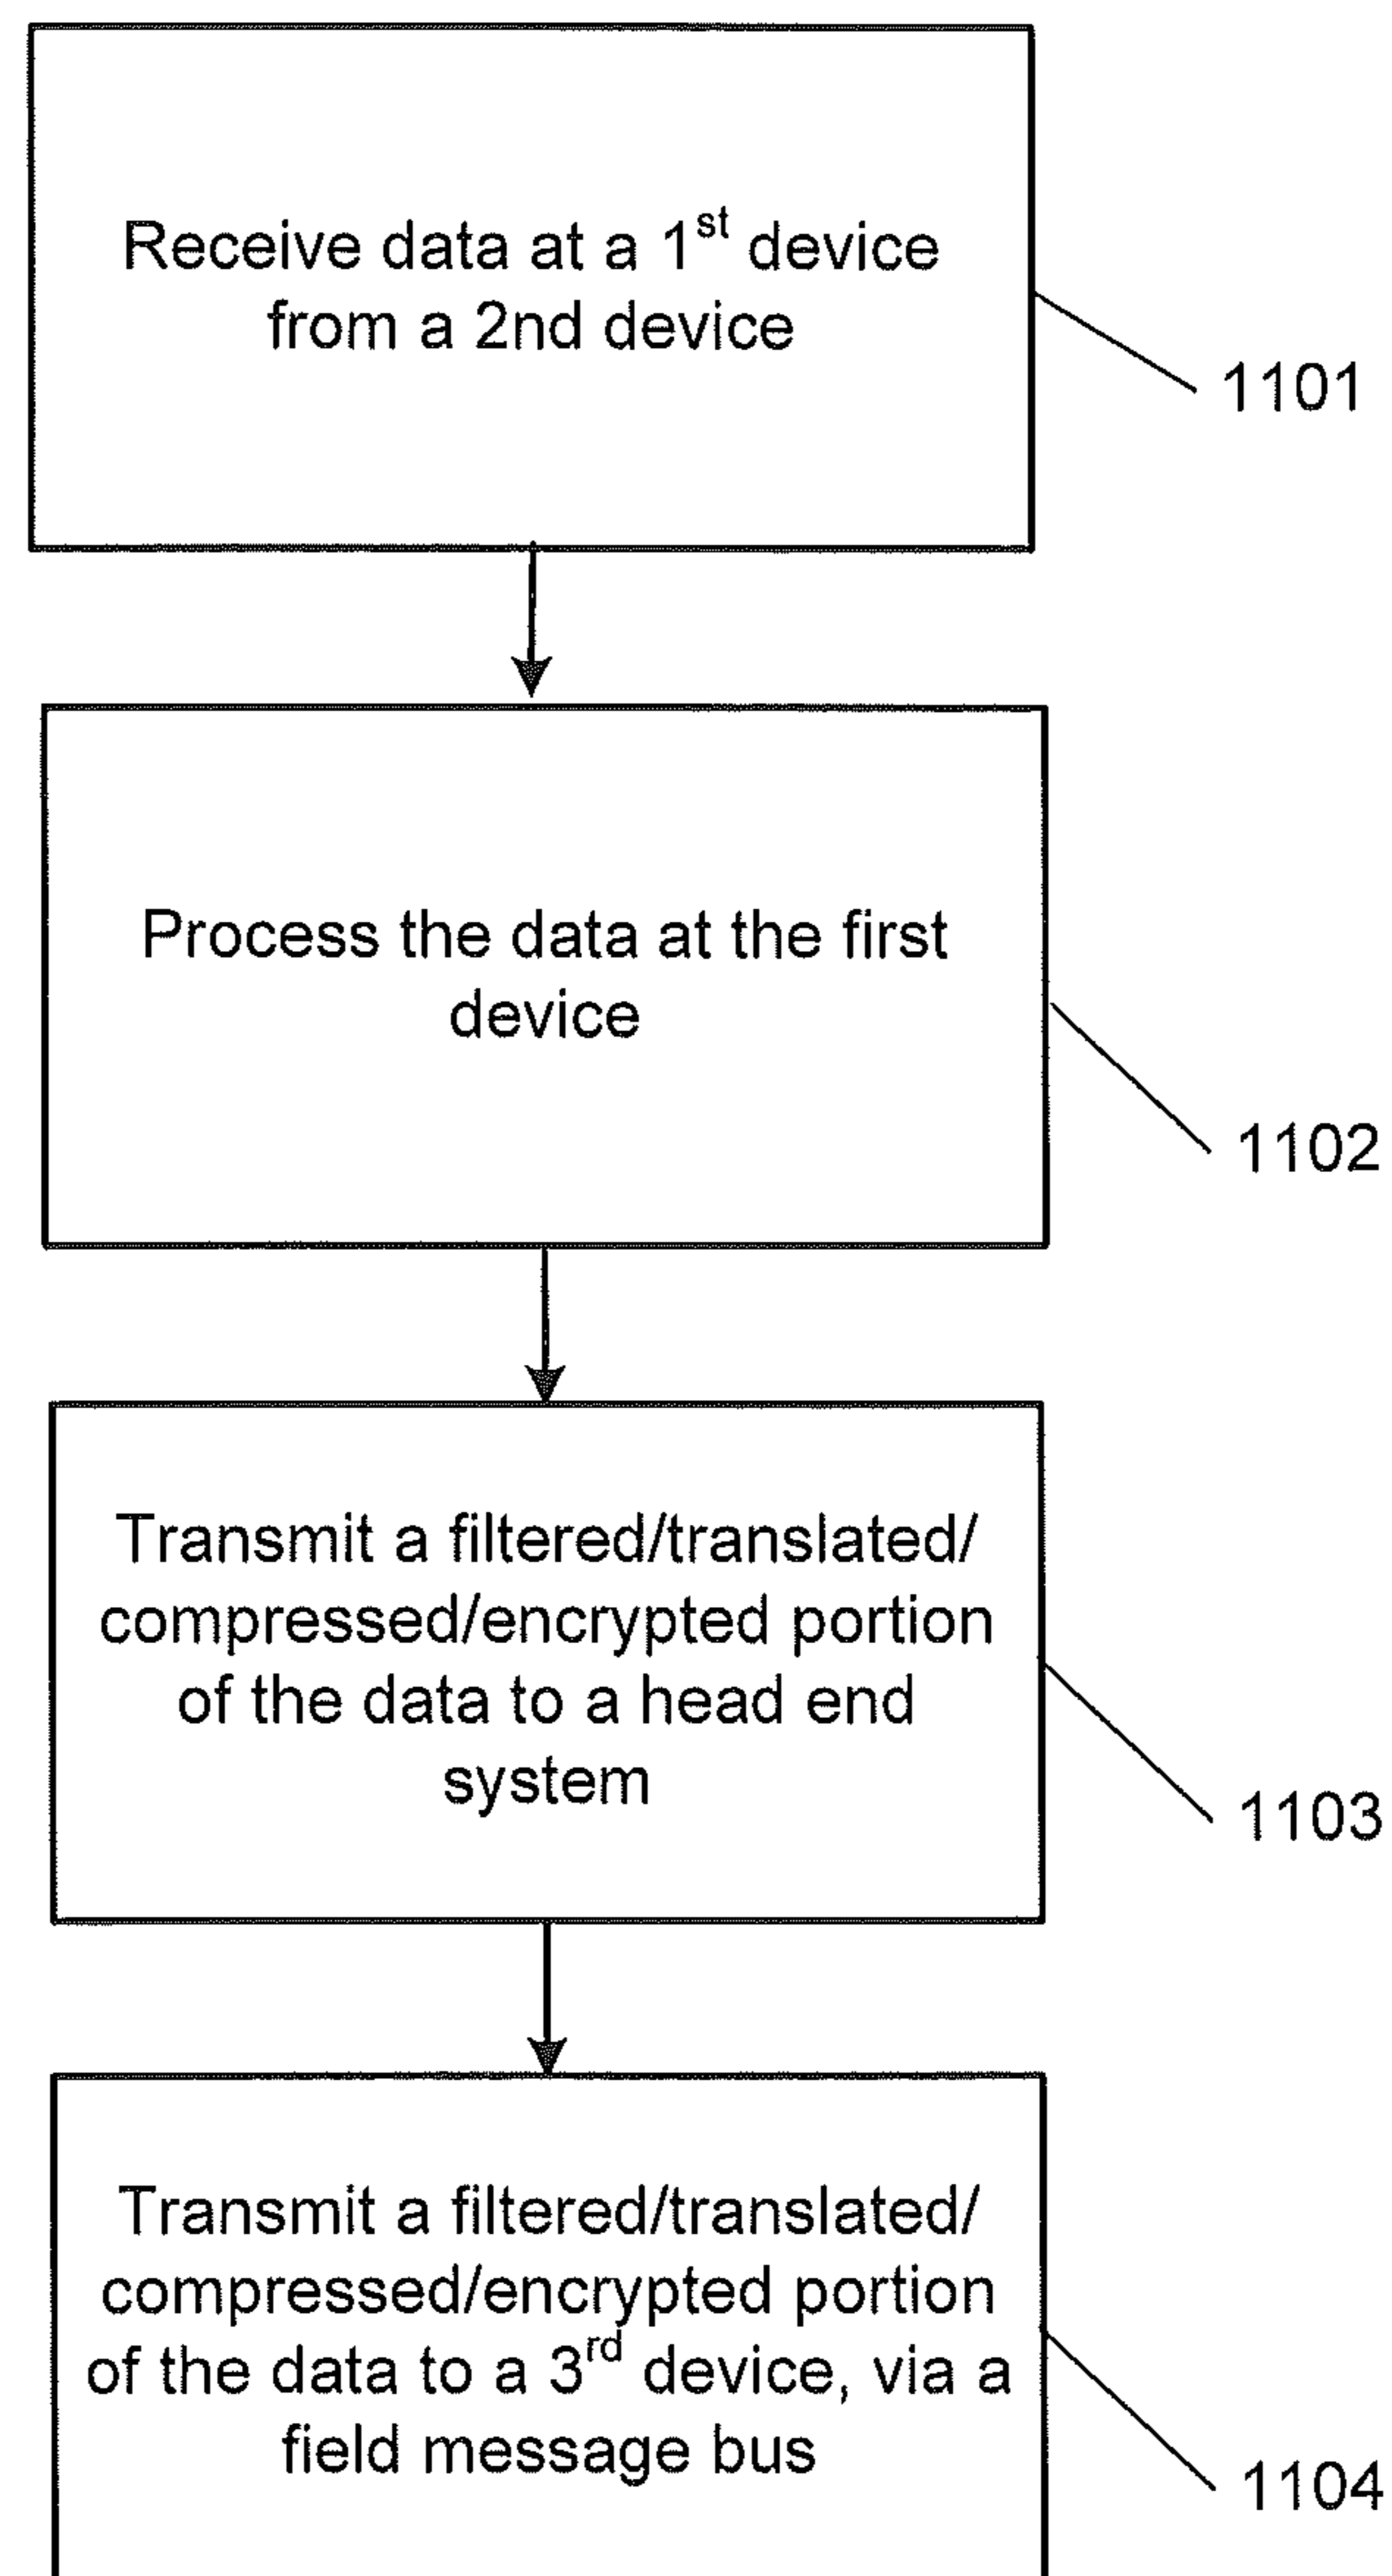 Receive data at a 1st device
from a 2nd device
1101
Process the data at the first
device
1102
Transmit a filtered/translated/
compressed/encrypted portion
of the data to a head end
system
1103
Transmit a filtered/translated/
compressed/encrypted portion
of the data to a 3rd device, via a
field message bus
1104